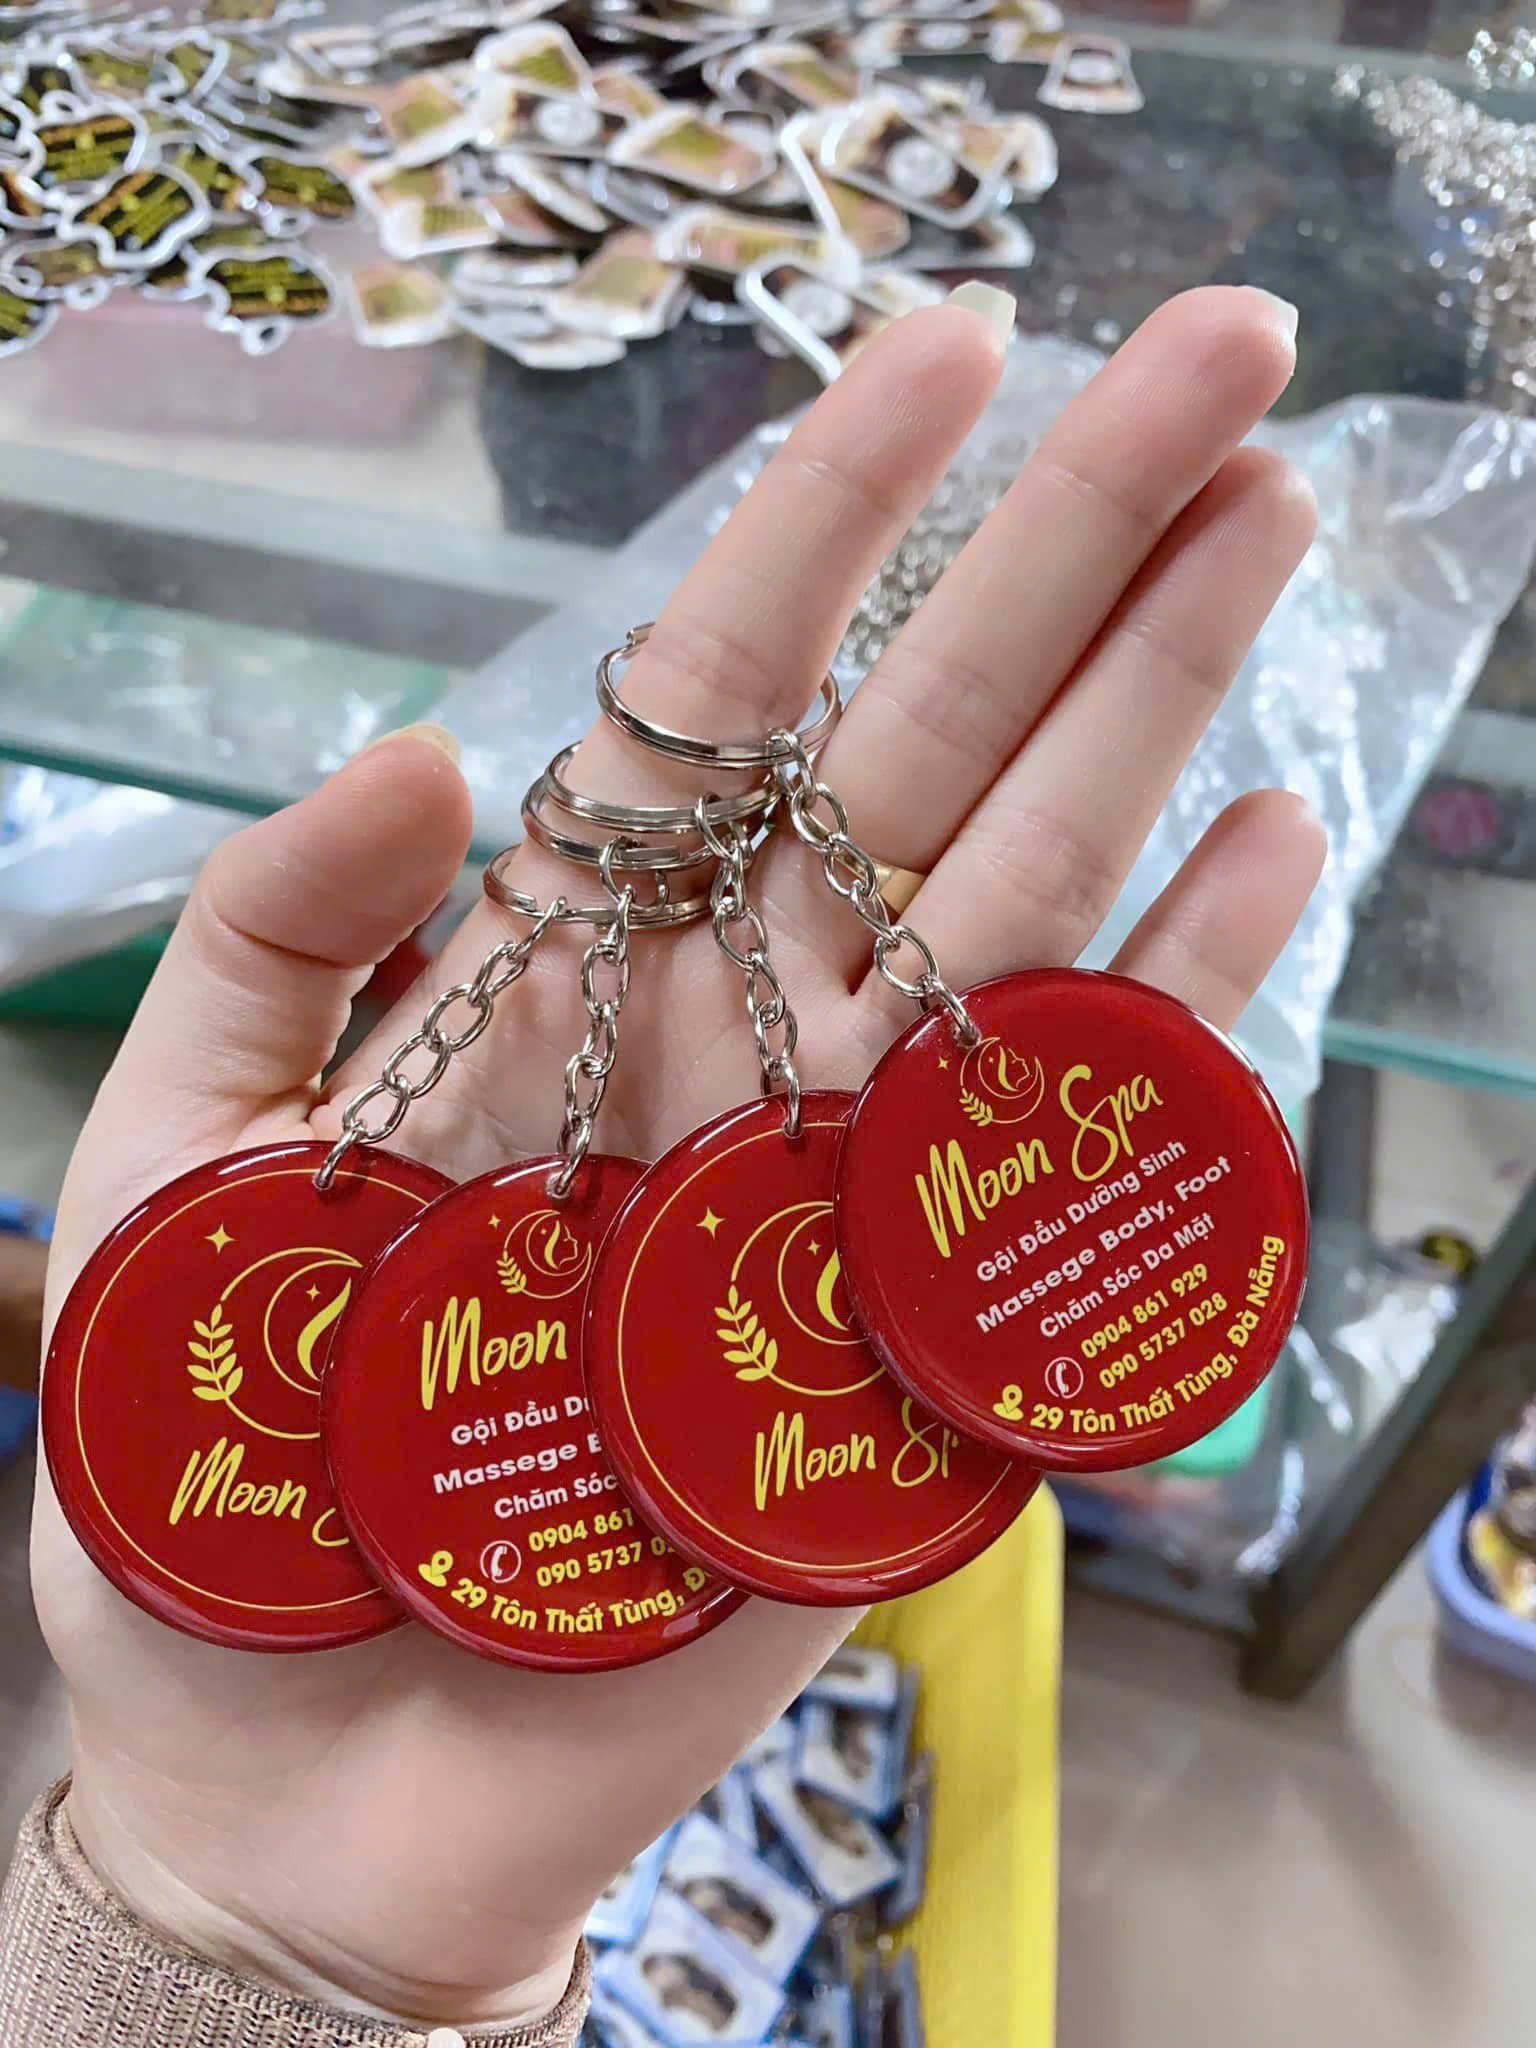 Moon
Moon
Gội Đầu
Massege
Chăm Sóc
0904 861
090 5737
29 Tôn Thất Tùng,
Moon
Moon Spa
Gội Đầu Dưỡng Sinh
Massege Body, Foot
Chăm Sóc Da Mặt
0904 861 929
090 5737 028
29 Tôn Thất Tùng, Đà Nẵng